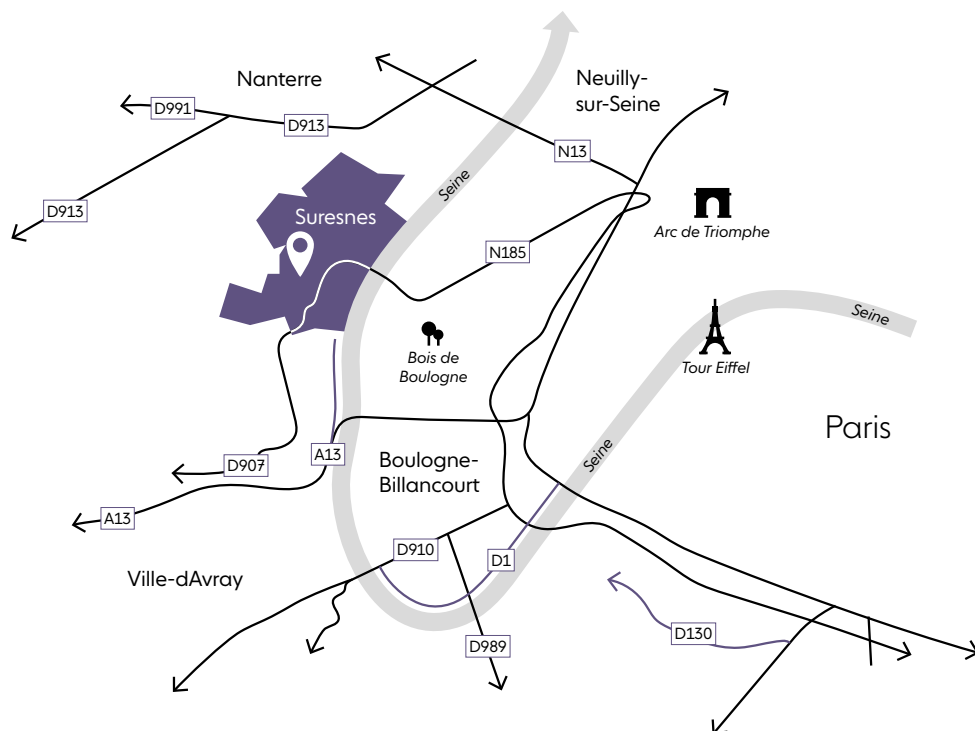 Nanterre
Neuilly-
sur-Seine
D991
D913
N13
Seine
D913
Suresnes
Arc de Triomphe
N185
Seine
Bois de
Boulogne
Tour Eiffel
Paris
D907
A13
Boulogne-
Billancourt
Seine
A13
D910
D1
Ville-dAvray
D989
D130